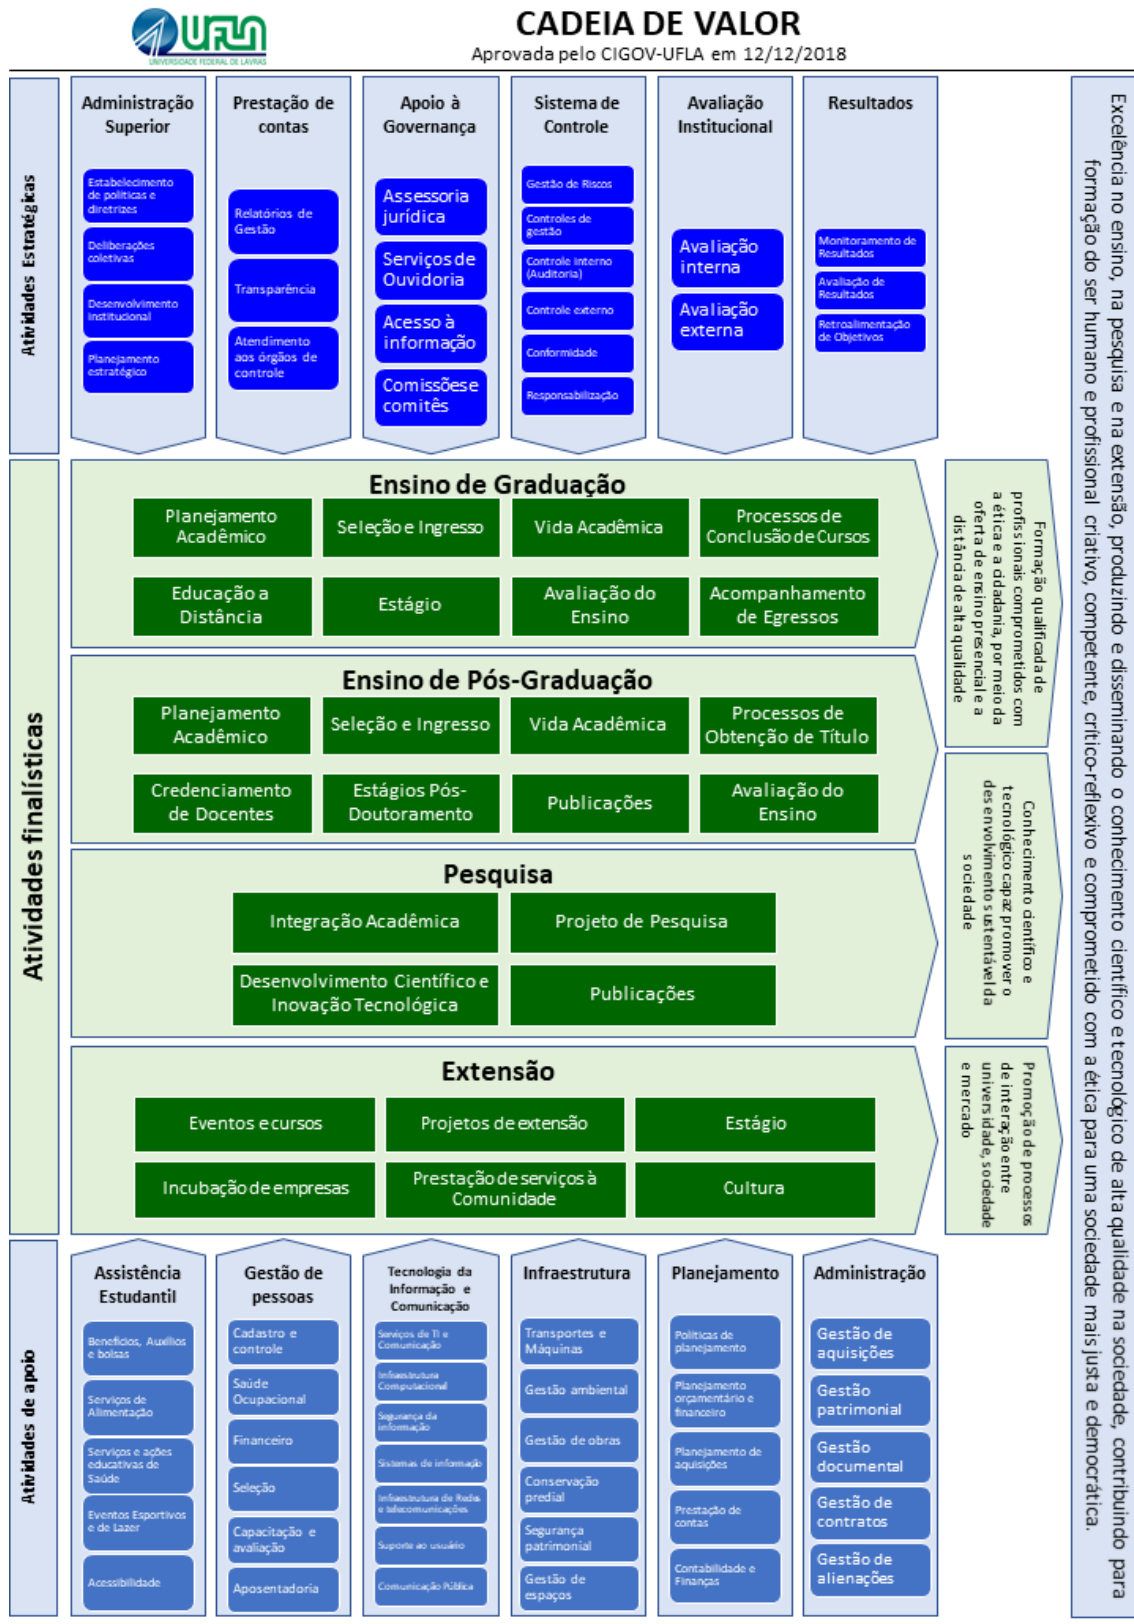 UFLA
UNIVERSIDADE FEDERAL DE LAVRAS
CADEIA DE VALOR
Aprovada pelo CIGOV-UFLA em 12/12/2018
Atividades Estratégicas
Administração
Superior
Estabelecimento
de políticas e
diretrizes
Deliberações
coletivas
Desenvolvimento
Institucional
Planejamento
estratégico
Prestação de
contas
Relatórios de
Gestão
Transparência
Atendimento
aos órgãos de
controle
Apoio à
Governança
Assessoria
jurídica
Serviços de
Ouvidoria
Acesso à
informação
Comissões e
comitês
Sistema de
Controle
Gestão de Riscos
Controles de
gestão
Controle interno
(Auditoria)
Controle externo
Conformidade
Responsabilização
Avaliação
Institucional
Avaliação
interna
Avaliação
externa
Resultados
Monitoramento de
Resultados
Avaliação de
Resultados
Retroalimentação
de Objetivos
Atividades finalísticas
Ensino de Graduação
Planejamento
Acadêmico
Seleção e Ingresso
Vida Acadêmica
Processos de
Conclusão de Cursos
Educação a
Distância
Estágio
Avaliação do
Ensino
Acompanhamento
de Egressos
Ensino de Pós-Graduação
Planejamento
Acadêmico
Seleção e Ingresso
Vida Acadêmica
Processos de
Obtenção de Título
Credenciamento
de Docentes
Estágios Pós-
Doutoramento
Publicações
Avaliação do
Ensino
Pesquisa
Integração Acadêmica
Projeto de Pesquisa
Desenvolvimento Científico e
Inovação Tecnológica
Publicações
Extensão
Eventos e cursos
Projetos de extensão
Estágio
Incubação de empresas
Prestação de serviços à
Comunidade
Cultura
Formação qualificada de
profissionais comprometidos com
a ética e a cidadania, por meio da
oferta de ensino presencial e a
distância de alta qualidade
Conhecimento científico e
tecnológico capaz promover o
desenvolvimento sustentável da
sociedade
Promoção de processos
de interação entre
universidade, sociedade
e mercado
Atividades de apoio
Assistência
Estudantil
Benefícios, Auxílios
e bolsas
Serviços de
Alimentação
Serviços e ações
educativas de
Saúde
Eventos Esportivos
e de Lazer
Acessibilidade
Gestão de
pessoas
Cadastro e
controle
Saúde
Ocupacional
Financeiro
Seleção
Capacitação e
avaliação
Aposentadoria
Tecnologia da
Informação e
Comunicação
Serviços de TI e
Comunicação
Infraestrutura
Computacional
Segurança da
informação
Sistemas de informação
Infraestrutura de Redes
e telecomunicações
Suporte ao usuário
Comunicação Pública
Infraestrutura
Transportes e
Máquinas
Gestão ambiental
Gestão de obras
Conservação
predial
Segurança
patrimonial
Gestão de
espaços
Planejamento
Políticas de
planejamento
Planejamento
orçamentário e
financeiro
Planejamento de
aquisições
Prestação de
contas
Contabilidade e
Finanças
Administração
Gestão de
aquisições
Gestão
patrimonial
Gestão
documental
Gestão de
contratos
Gestão de
alienações
Excelência no ensino, na pesquisa e na extensão, produzindo e disseminando o conhecimento científico e tecnológico de alta qualidade na sociedade, contribuindo para
formação do ser humano e profissional criativo, competente, crítico-reflexivo e comprometido com a ética para uma sociedade mais justa e democrática.